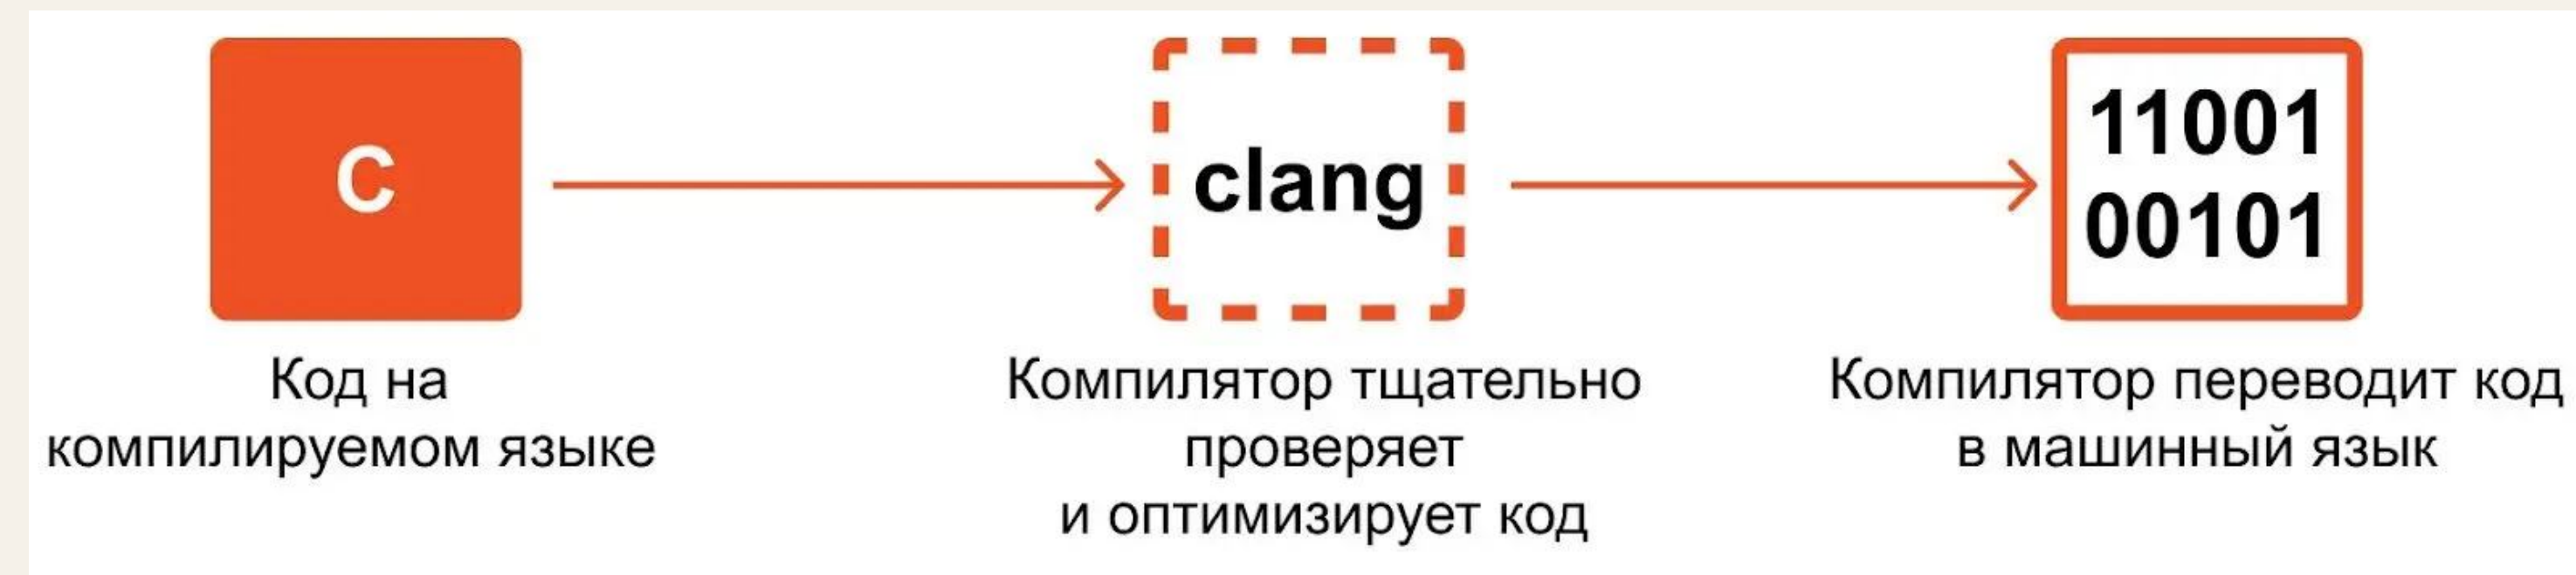 C
Код на
компилируемом языке
clang
Компилятор тщательно
проверяет
и оптимизирует код
11001
00101
Компилятор переводит код
в машинный язык